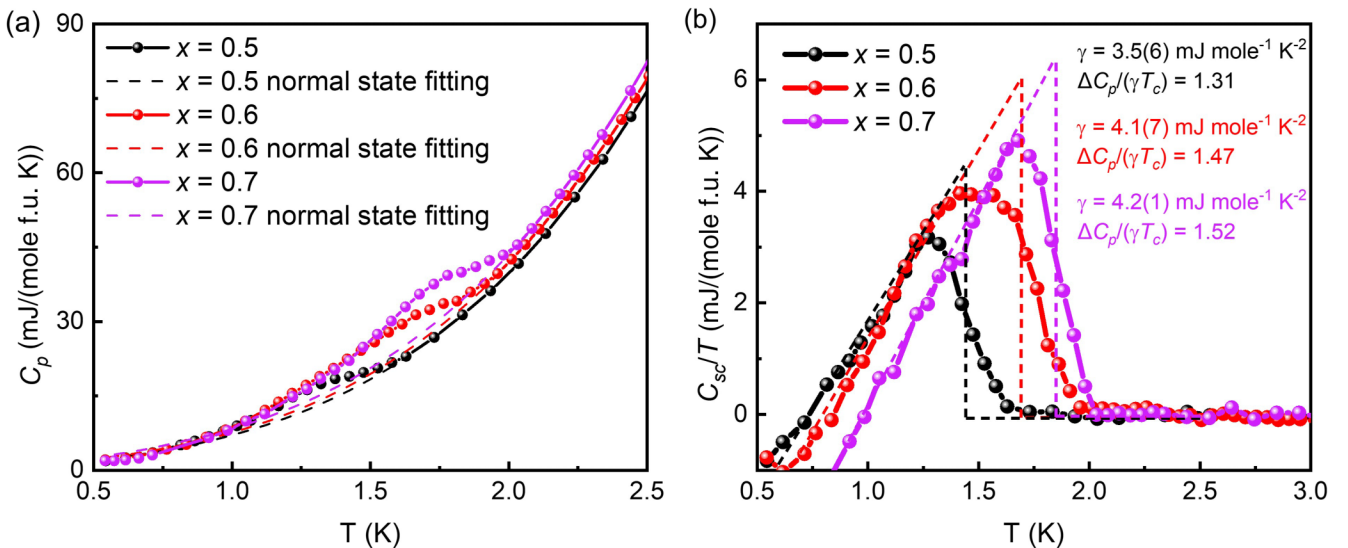 (a)
90
60
30
0
C_p (mJ/(mole f.u. K)
x = 0.5
x = 0.5 normal state fitting
x = 0.6
x = 0.6 normal state fitting
x = 0.7
x = 0.7 normal state fitting
0.5 1.0 1.5 2.0 2.5
T (K)
(b)
6
4
2
0
C_sc/T (mJ/(mole f.u. K)
x = 0.5
x = 0.6
x = 0.7
γ = 3.5(6) mJ mole⁻¹ K⁻²
ΔC_p/(γT_c) = 1.31
γ = 4.1(7) mJ mole⁻¹ K⁻²
ΔC_p/(γT_c) = 1.47
γ = 4.2(1) mJ mole⁻¹ K⁻²
ΔC_p/(γT_c) = 1.52
0.5 1.0 1.5 2.0 2.5 3.0
T (K)